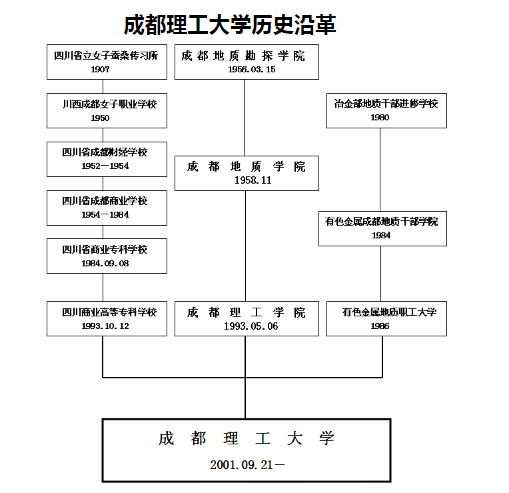 成都理工大学历史沿革
四川省立女子蚕桑传习所
1907
成都地质勘探学院
1956.03.15
川西成都女子职业学校
1950
冶金部地质干部进修学校
1980
四川省成都财经学校
1952—1954
成都地质学院
1958.11
四川省成都商业学校
1954—1984
有色金属成都地质干部学院
1984
四川省商业专科学校
1984.09.08
四川商业高等专科学校
1993.10.12
成都理工学院
1993.05.06
有色金属地质职工大学
1986
成都理工大学
2001.09.21—